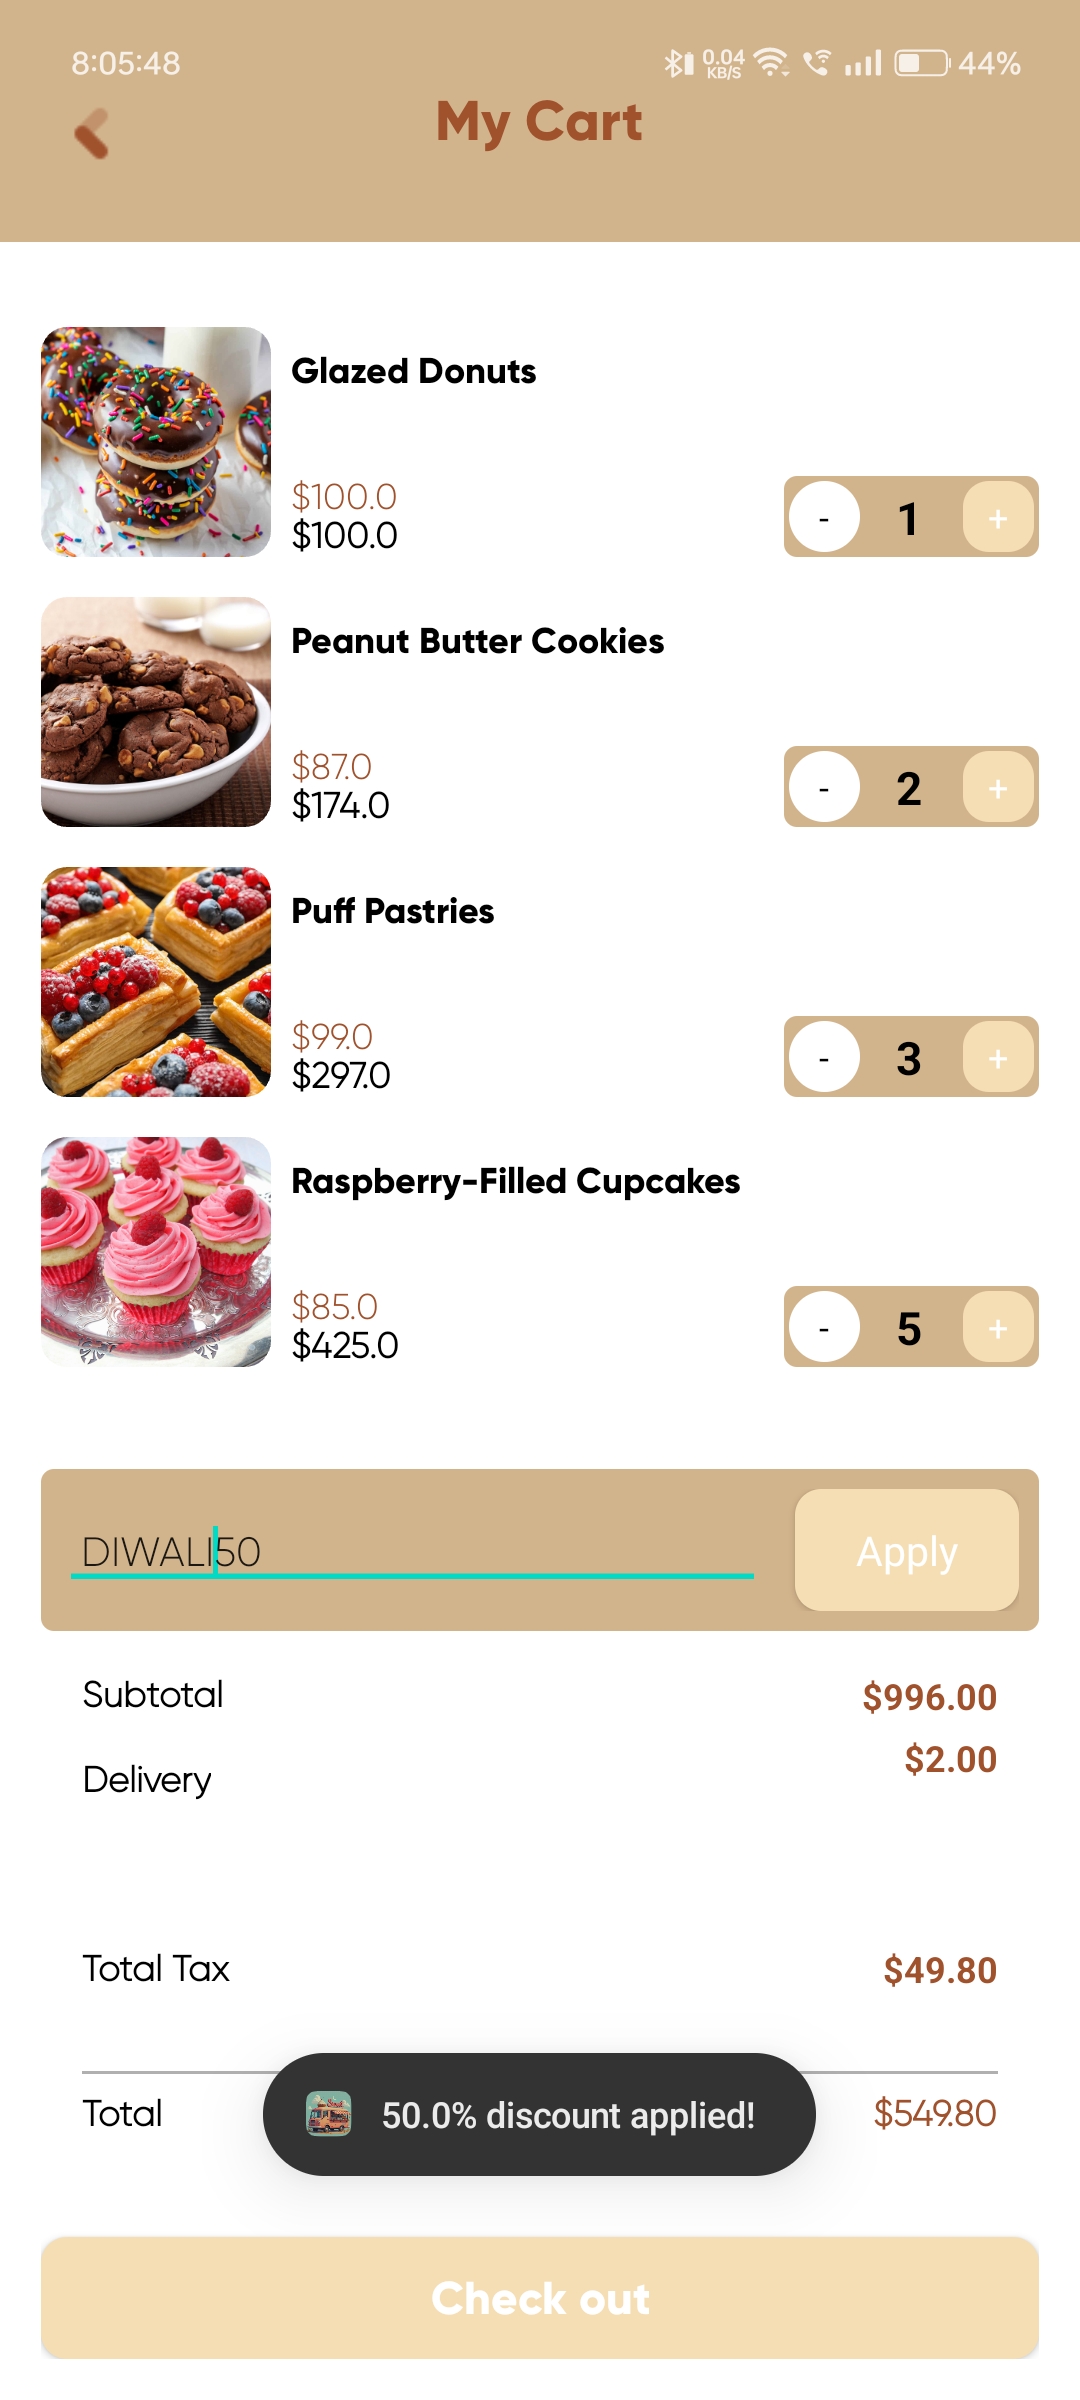 8:05:48
0.04 KB/S
44%
My Cart
Glazed Donuts
$100.0
$100.0
- 1 +
Peanut Butter Cookies
$87.0
$174.0
- 2 +
Puff Pastries
$99.0
$297.0
- 3 +
Raspberry-Filled Cupcakes
$85.0
$425.0
- 5 +
DIWALI50
Apply
Subtotal $996.00
Delivery $2.00
Total Tax $49.80
Total $549.80
50.0% discount applied!
Check out